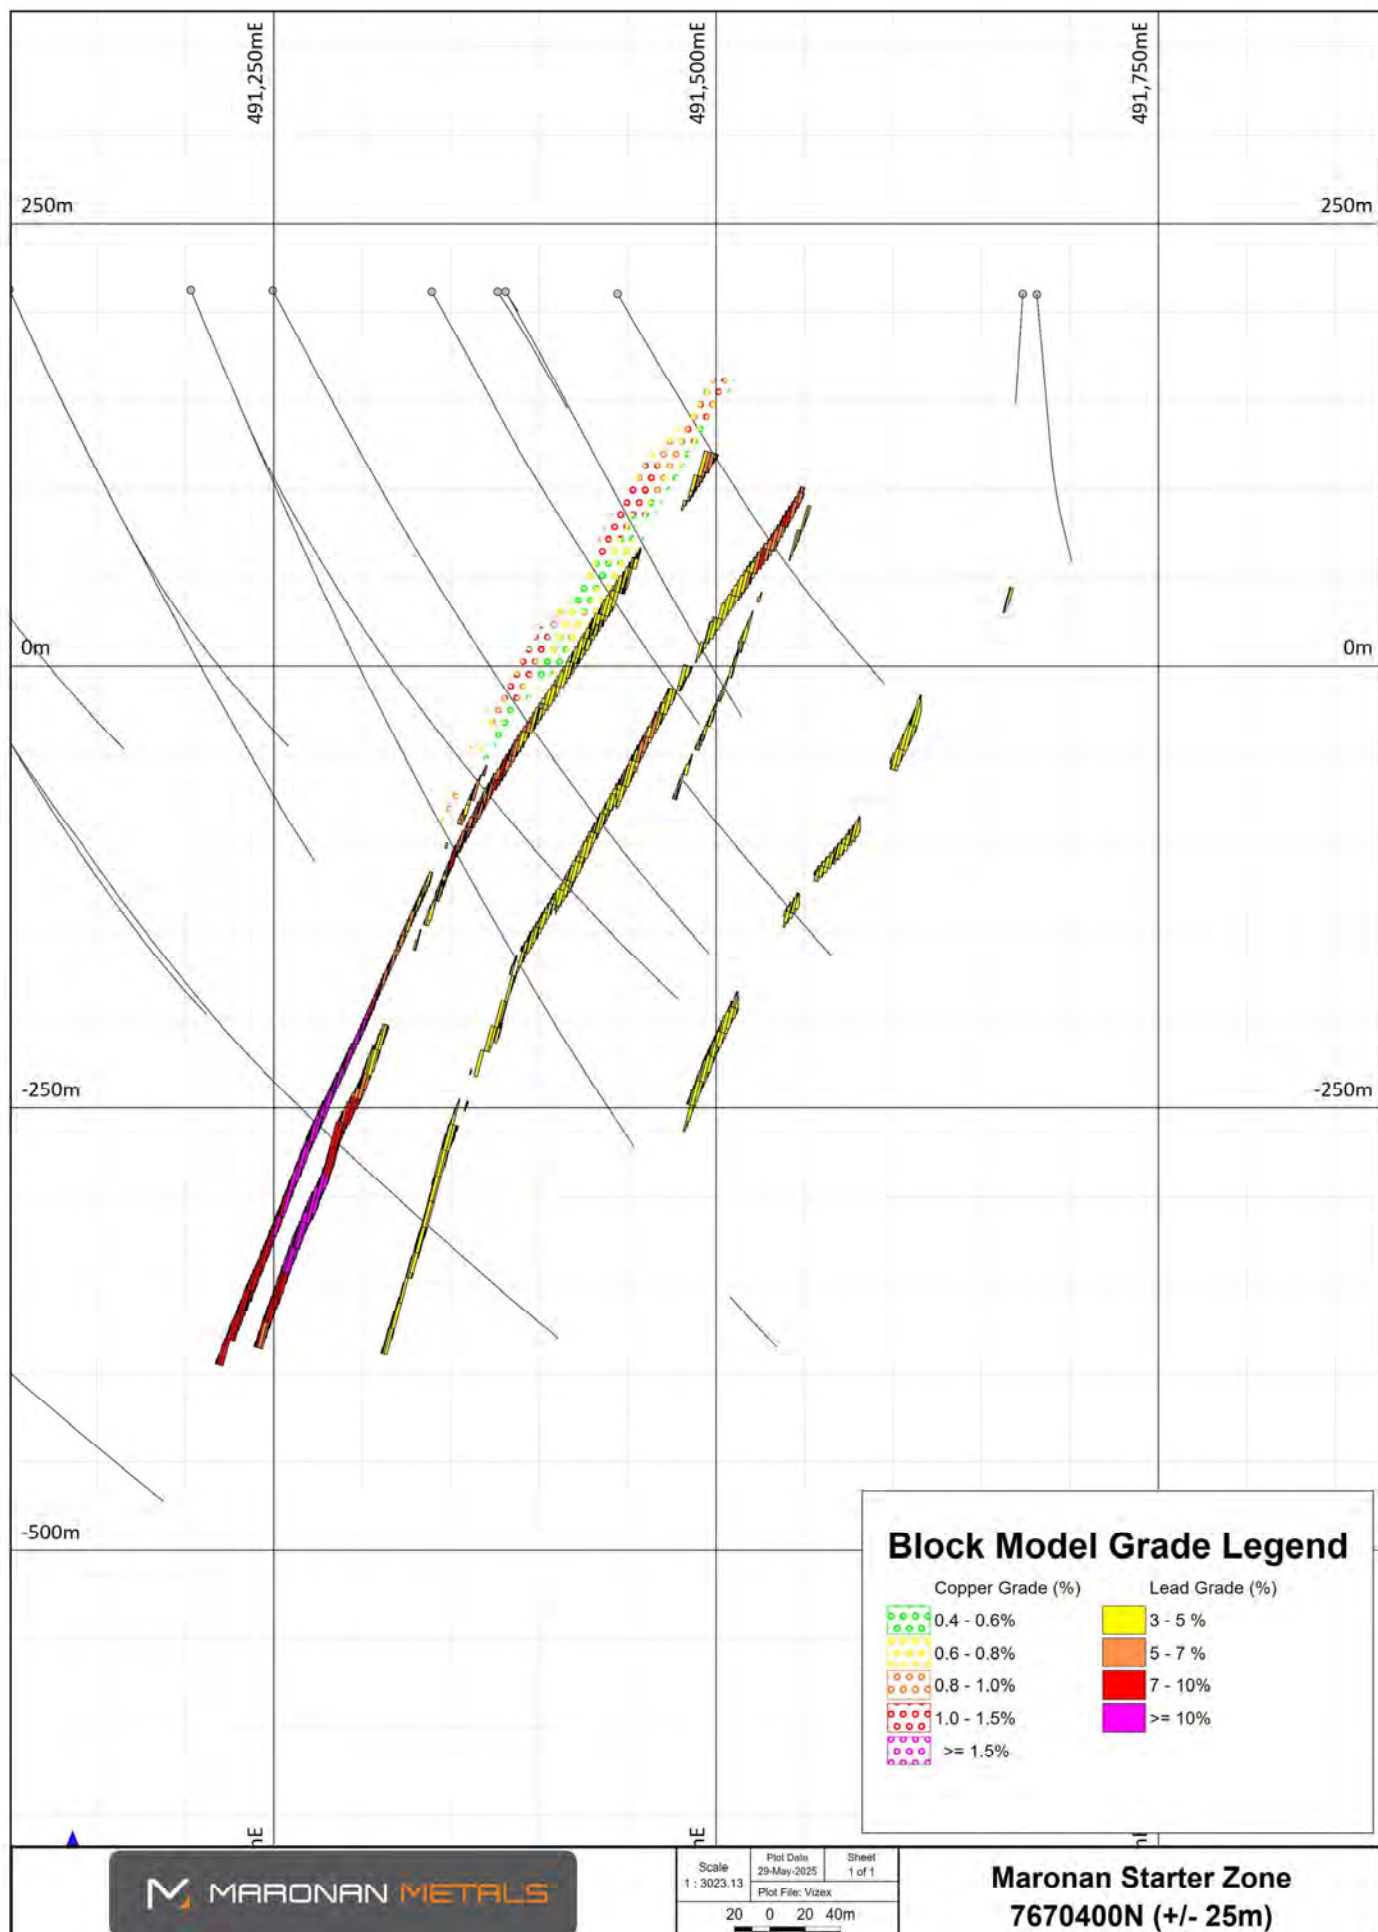 491,250mE
491,500mE
491,750mE
250m
250m
0m
0m
-250m
-250m
-500m
Block Model Grade Legend
Copper Grade (%)
Lead Grade (%)
0.4 - 0.6%
3 - 5 %
0.6 - 0.8%
5 - 7 %
0.8 - 1.0%
7 - 10%
1.0 - 1.5%
>= 10%
>= 1.5%
mE
mE
MARONAN METALS
Scale
1 : 3023.13
Plot Date
29-May-2025
Sheet
1 of 1
Plot File: Vizex
20 0 20 40m
Maronan Starter Zone
7670400N (+/- 25m)